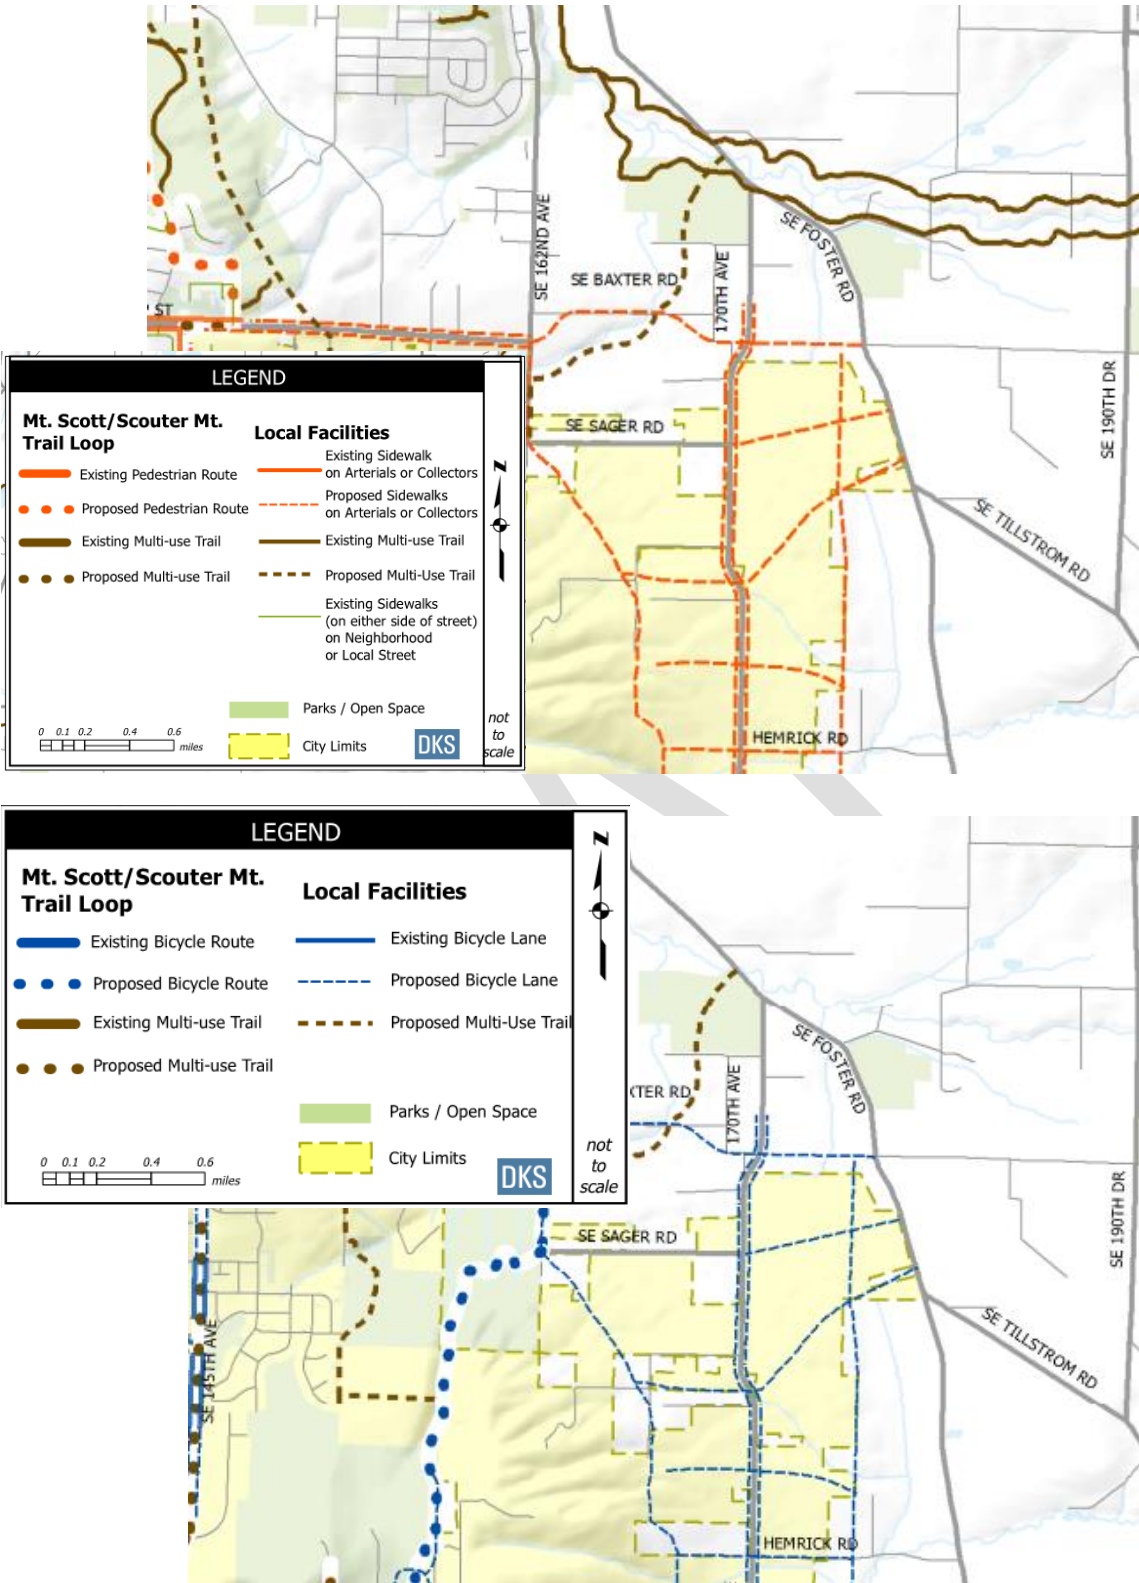 SE 162ND AVE
SE BAXTER RD
170TH AVE
SE FOSTER RD
ST
SE SAGER RD
SE 190TH DR
SE TILLSTROM RD
HEMRICK RD
LEGEND
Mt. Scott/Scouter Mt.
Trail Loop
Existing Pedestrian Route
Proposed Pedestrian Route
Existing Multi-use Trail
Proposed Multi-use Trail
Local Facilities
Existing Sidewalk
on Arterials or Collectors
Proposed Sidewalks
on Arterials or Collectors
Existing Multi-use Trail
Proposed Multi-Use Trail
Existing Sidewalks
(on either side of street)
on Neighborhood
or Local Street
Parks / Open Space
City Limits
0 0.1 0.2 0.4 0.6
miles
DKS
N
not
to
scale
LEGEND
Mt. Scott/Scouter Mt.
Trail Loop
Existing Bicycle Route
Proposed Bicycle Route
Existing Multi-use Trail
Proposed Multi-use Trail
Local Facilities
Existing Bicycle Lane
Proposed Bicycle Lane
Proposed Multi-Use Trail
Parks / Open Space
City Limits
0 0.1 0.2 0.4 0.6
miles
DKS
N
not
to
scale
XTER RD
170TH AVE
SE FOSTER RD
SE SAGER RD
SE 190TH DR
SE TILLSTROM RD
SE 145TH AVE
HEMRICK RD